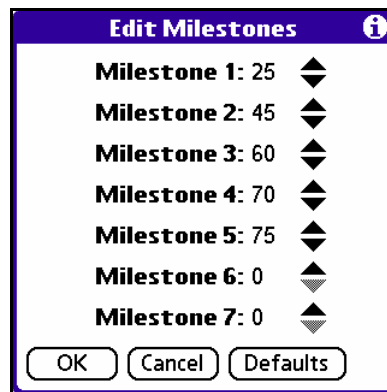 Edit Milestones i
Milestone 1: 25
Milestone 2: 45
Milestone 3: 60
Milestone 4: 70
Milestone 5: 75
Milestone 6: 0
Milestone 7: 0
OK Cancel Defaults